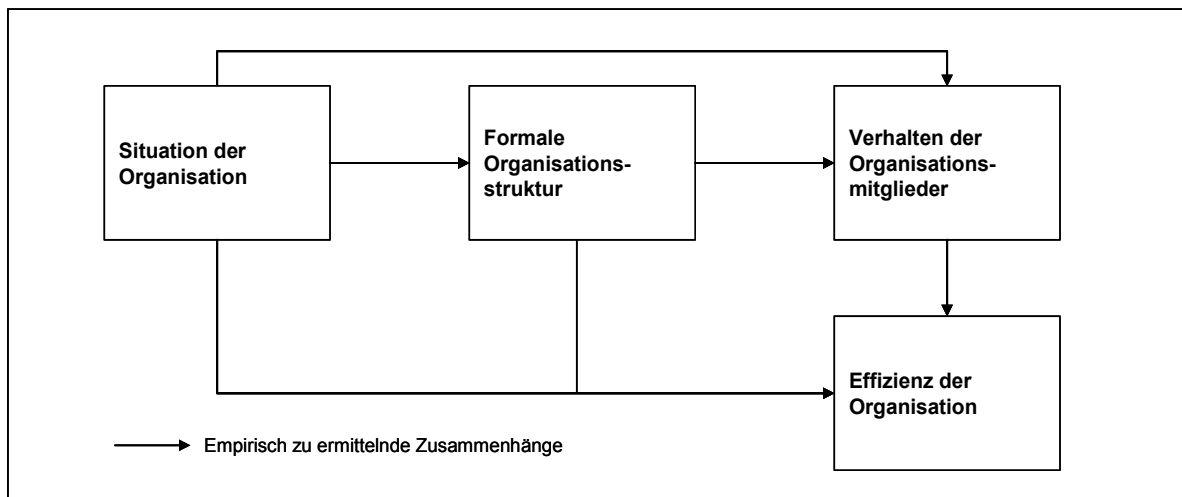 Situation der
Organisation
Formale
Organisations-
struktur
Verhalten der
Organisations-
mitglieder
Effizienz der
Organisation
Empirisch zu ermittelnde Zusammenhänge